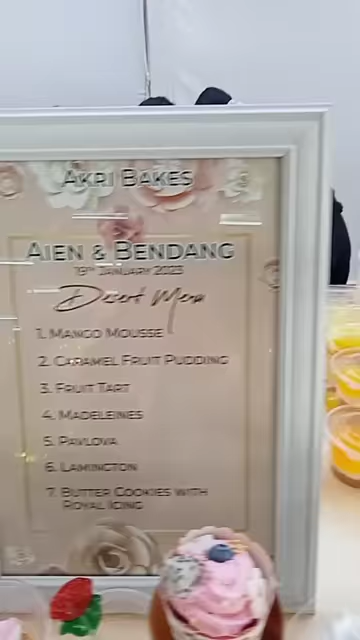 AKRI BAKES
AIEN & BENDANG
19TH JANUARY 2023
Desert Menu
1. MANGO MOUSSE
2. CARAMEL FRUIT PUDDING
3. FRUIT TART
4. MADELEINES
5. PAVLOVA
6. LAMINGTON
7. BUTTER COOKIES WITH
ROYAL ICING